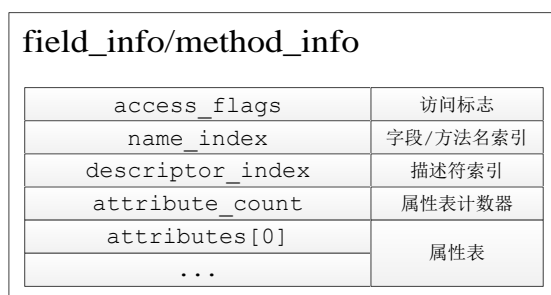 field_info/method_info
access_flags 访问标志
name_index 字段/方法名索引
descriptor_index 描述符索引
attribute_count 属性表计数器
attributes[0] 属性表
...